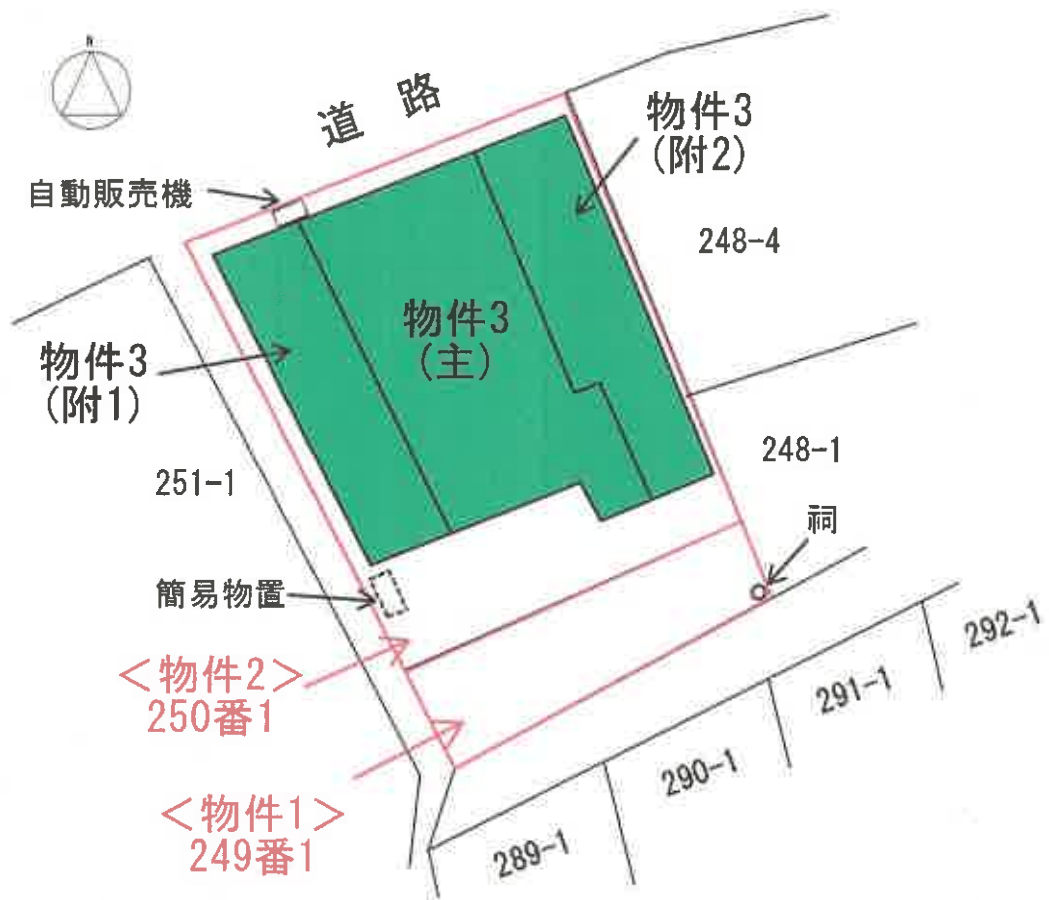 N
道路
物件3
(附2)
自動販売機
248-4
物件3
(主)
物件3
(附1)
248-1
251-1
祠
簡易物置
292-1
<物件2>
250番1
291-1
290-1
<物件1>
249番1
289-1